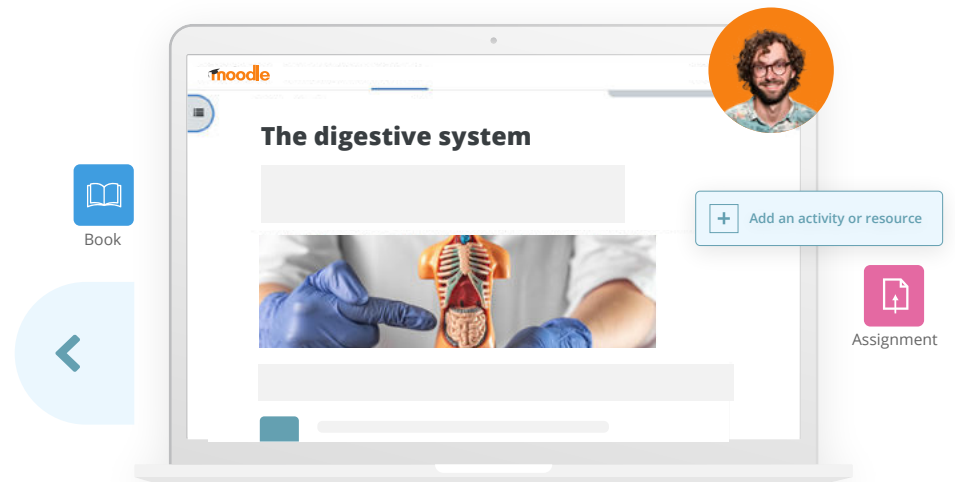 moodle
The digestive system
Book
Add an activity or resource
Assignment